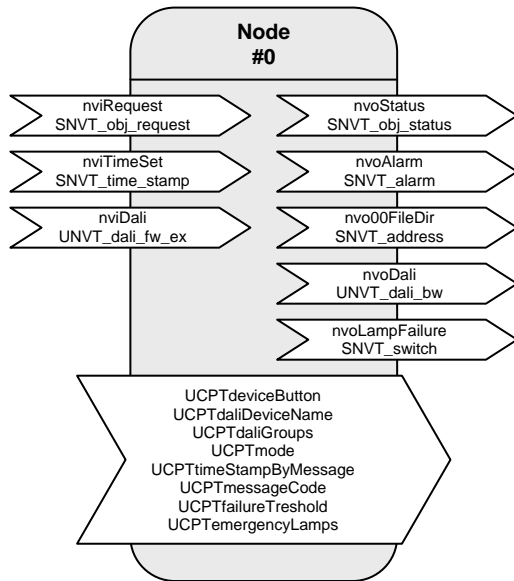 Node
#0
nviRequest
SNVT_obj_request
nvoStatus
SNVT_obj_status
nviTimeSet
SNVT_time_stamp
nvoAlarm
SNVT_alarm
nviDali
UNVT_dali_fw_ex
nvo00FileDir
SNVT_address
nvoDali
UNVT_dali_bw
nvoLampFailure
SNVT_switch
UCPTdeviceButton
UCPTdaliDeviceName
UCPTdaliGroups
UCPTmode
UCPTtimeStampByMessage
UCPTmessageCode
UCPTfailureTreshold
UCPTemergencyLamps